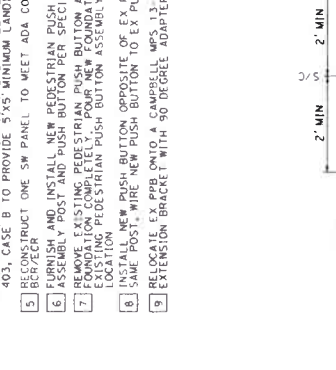 403, CASE B TO PROVIDE 5'X5' MINIMUM LAND
5 RECONSTRUCT ONE SW PANEL TO MEET ADA CO
BCR/ECR
6 FURNISH AND INSTALL NEW PEDESTRIAN PUSH
ASSEMBLY POST AND PUSH BUTTON PER SPECI
7 REMOVE EXISTING PEDESTRIAN PUSH BUTTON A
FOUNDATION COMPLETELY. POUR NEW FOUNDAT
EXISTING PEDESTRIAN PUSH BUTTON ASSEMBLY
LOCATION
8 INSTALL NEW PUSH BUTTON OPPOSITE OF EX P
SAME POST. WIRE NEW PUSH BUTTON TO EX PU
9 RELOCATE EX PPB ONTO A CAMPBELL MPS 13
EXTENSION BRACKET WITH 90 DEGREE ADAPTER
2' MIN
2' MIN
S/C